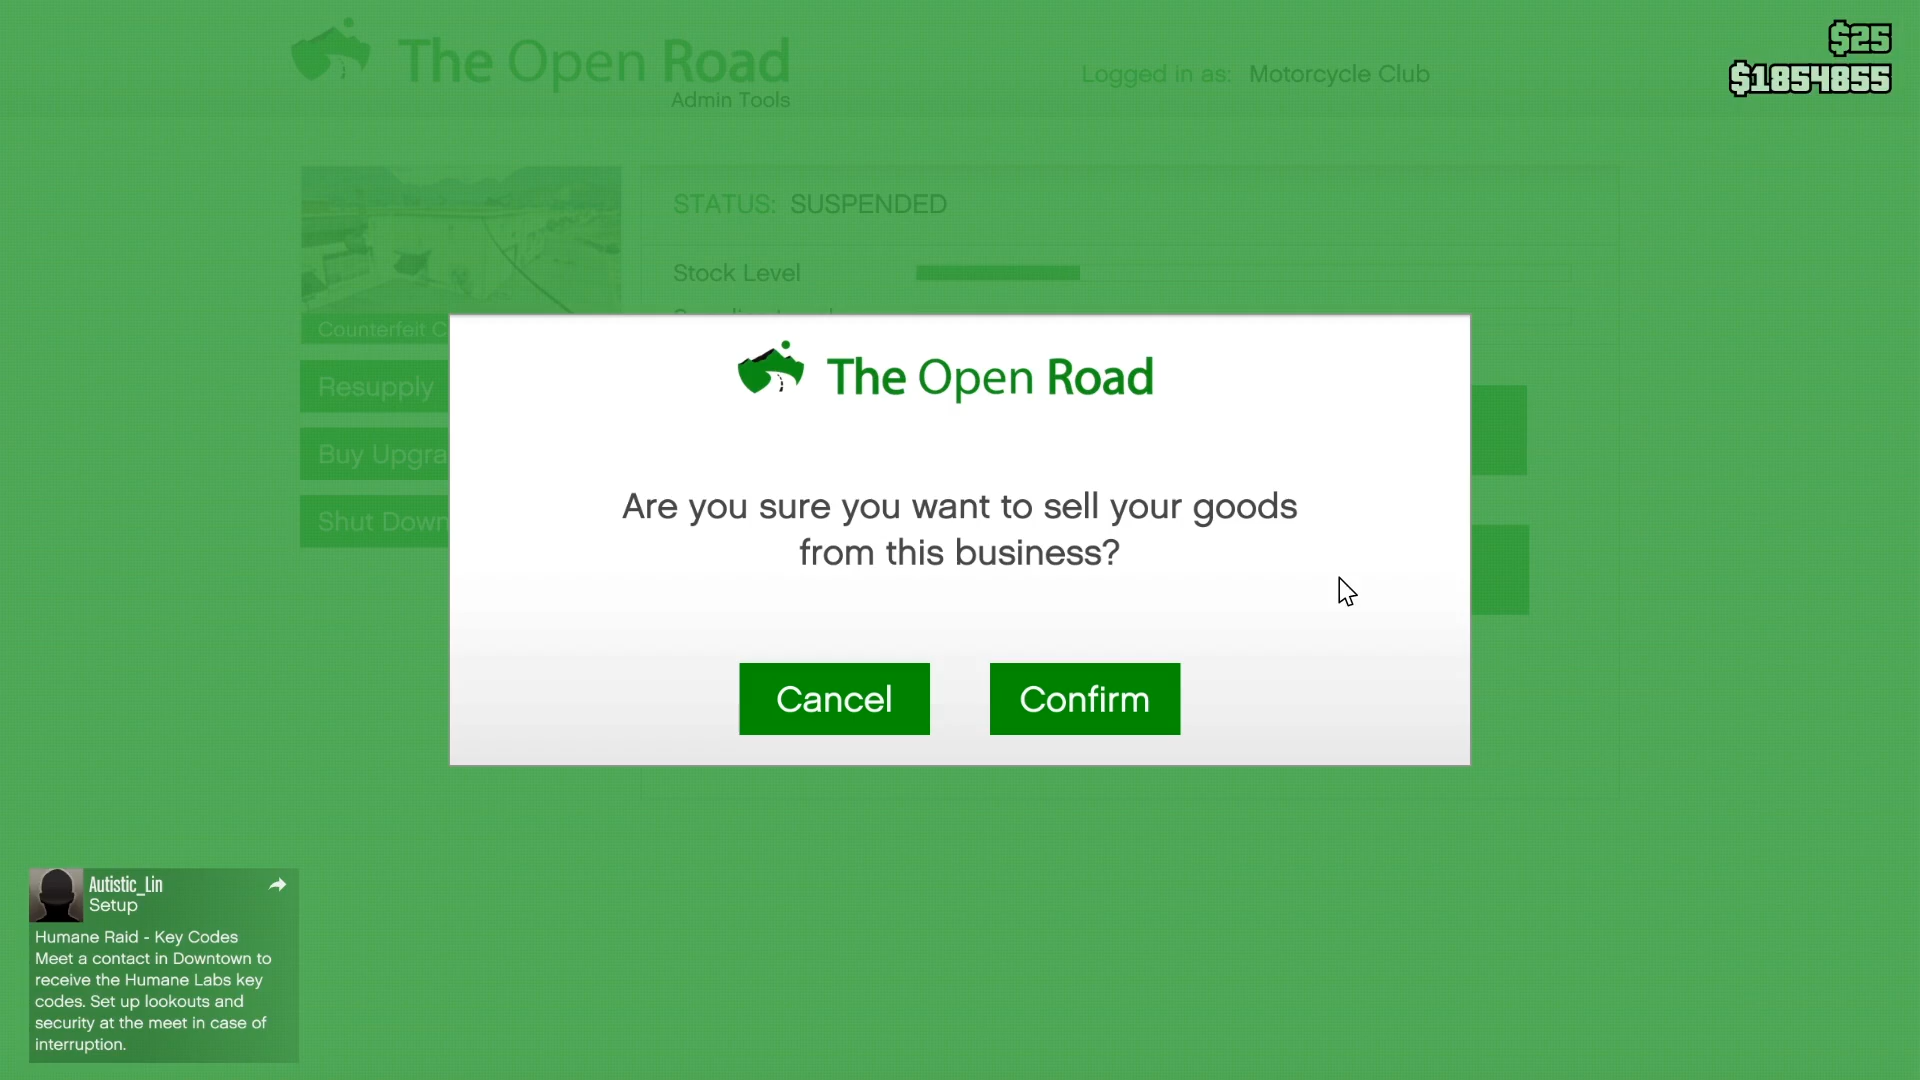 The Open Road
Admin Tools
Logged in as: Motorcycle Club
$25
$1854855
STATUS: SUSPENDED
Stock Level
Counterfeit C
Resupply
Buy Upgra
Shut Down
The Open Road
Are you sure you want to sell your goods
from this business?
Cancel
Confirm
Autistic_Lin
Setup
Humane Raid - Key Codes
Meet a contact in Downtown to
receive the Humane Labs key
codes. Set up lookouts and
security at the meet in case of
interruption.